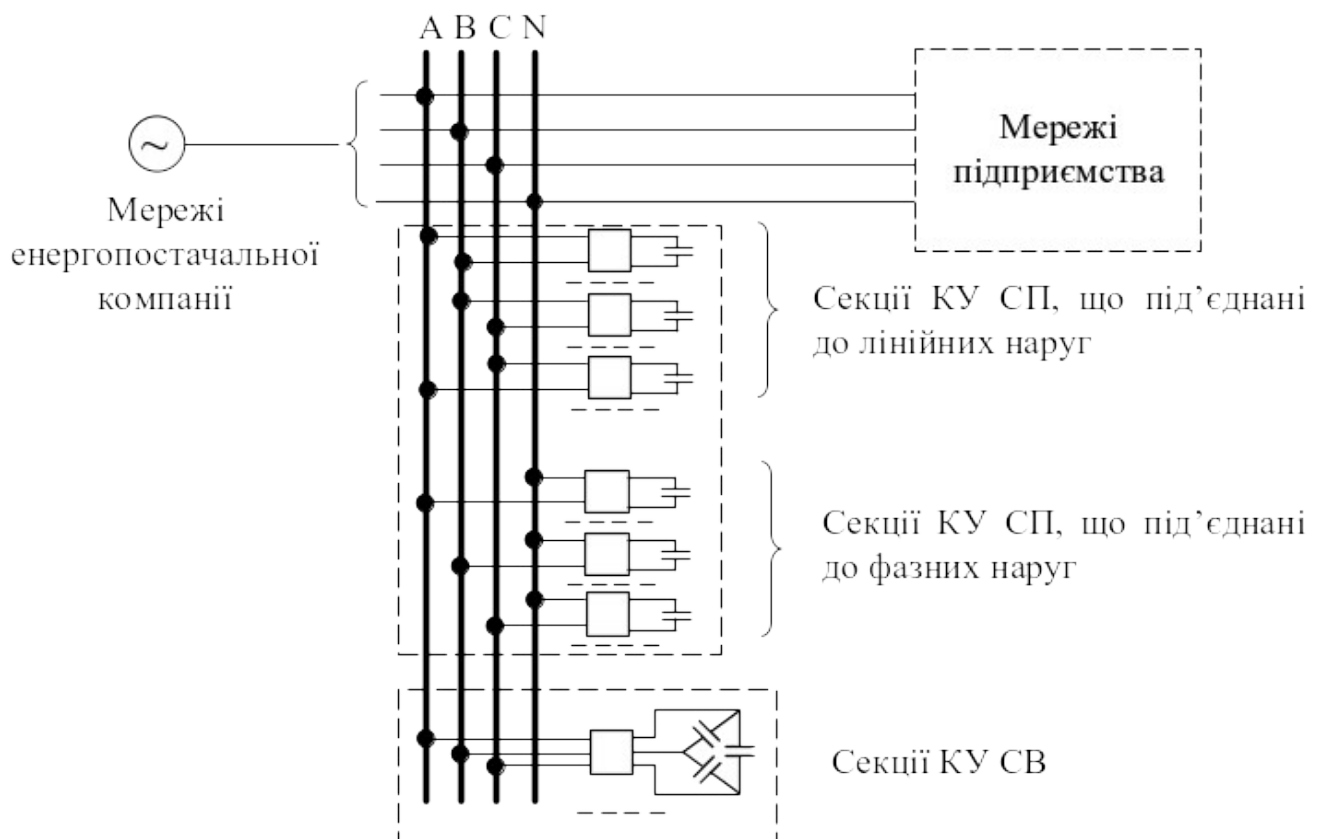 A B C N
Мережі
підприємства
~
Мережі
енергопостачальної
компанії
Секції КУ СП, що під’єднані
до лінійних наруг
Секції КУ СП, що під’єднані
до фазних наруг
Секції КУ СВ